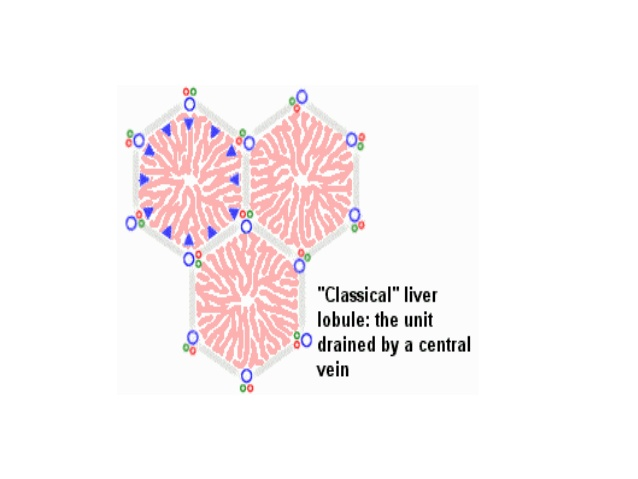 "Classical" liver
lobule: the unit
drained by a central
vein